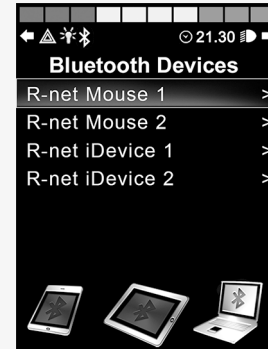 21.30
Bluetooth Devices
R-net Mouse 1 >
R-net Mouse 2 >
R-net iDevice 1 >
R-net iDevice 2 >